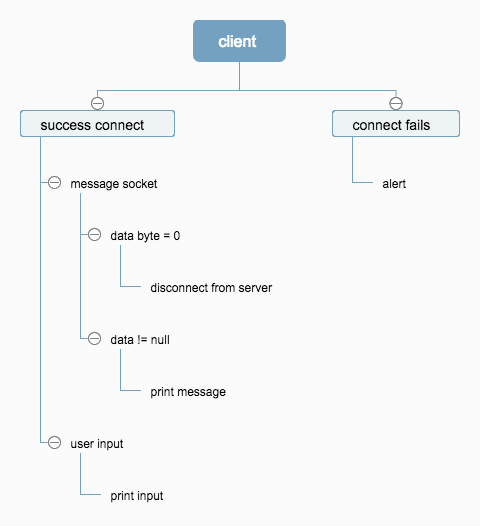 client
success connect
connect fails
message socket
alert
data byte = 0
disconnect from server
data != null
print message
user input
print input